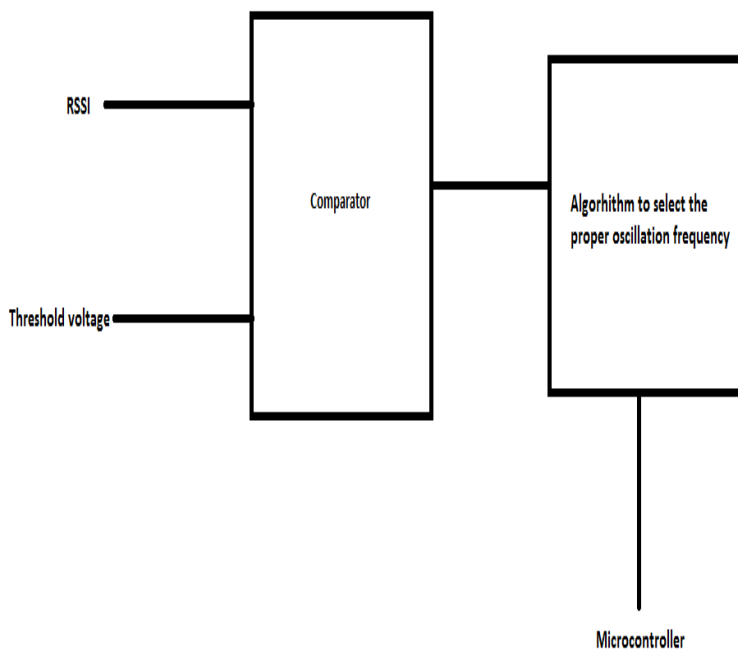 RSSI
Comparator
Threshold voltage
Algorhithm to select the
proper oscillation frequency
Microcontroller